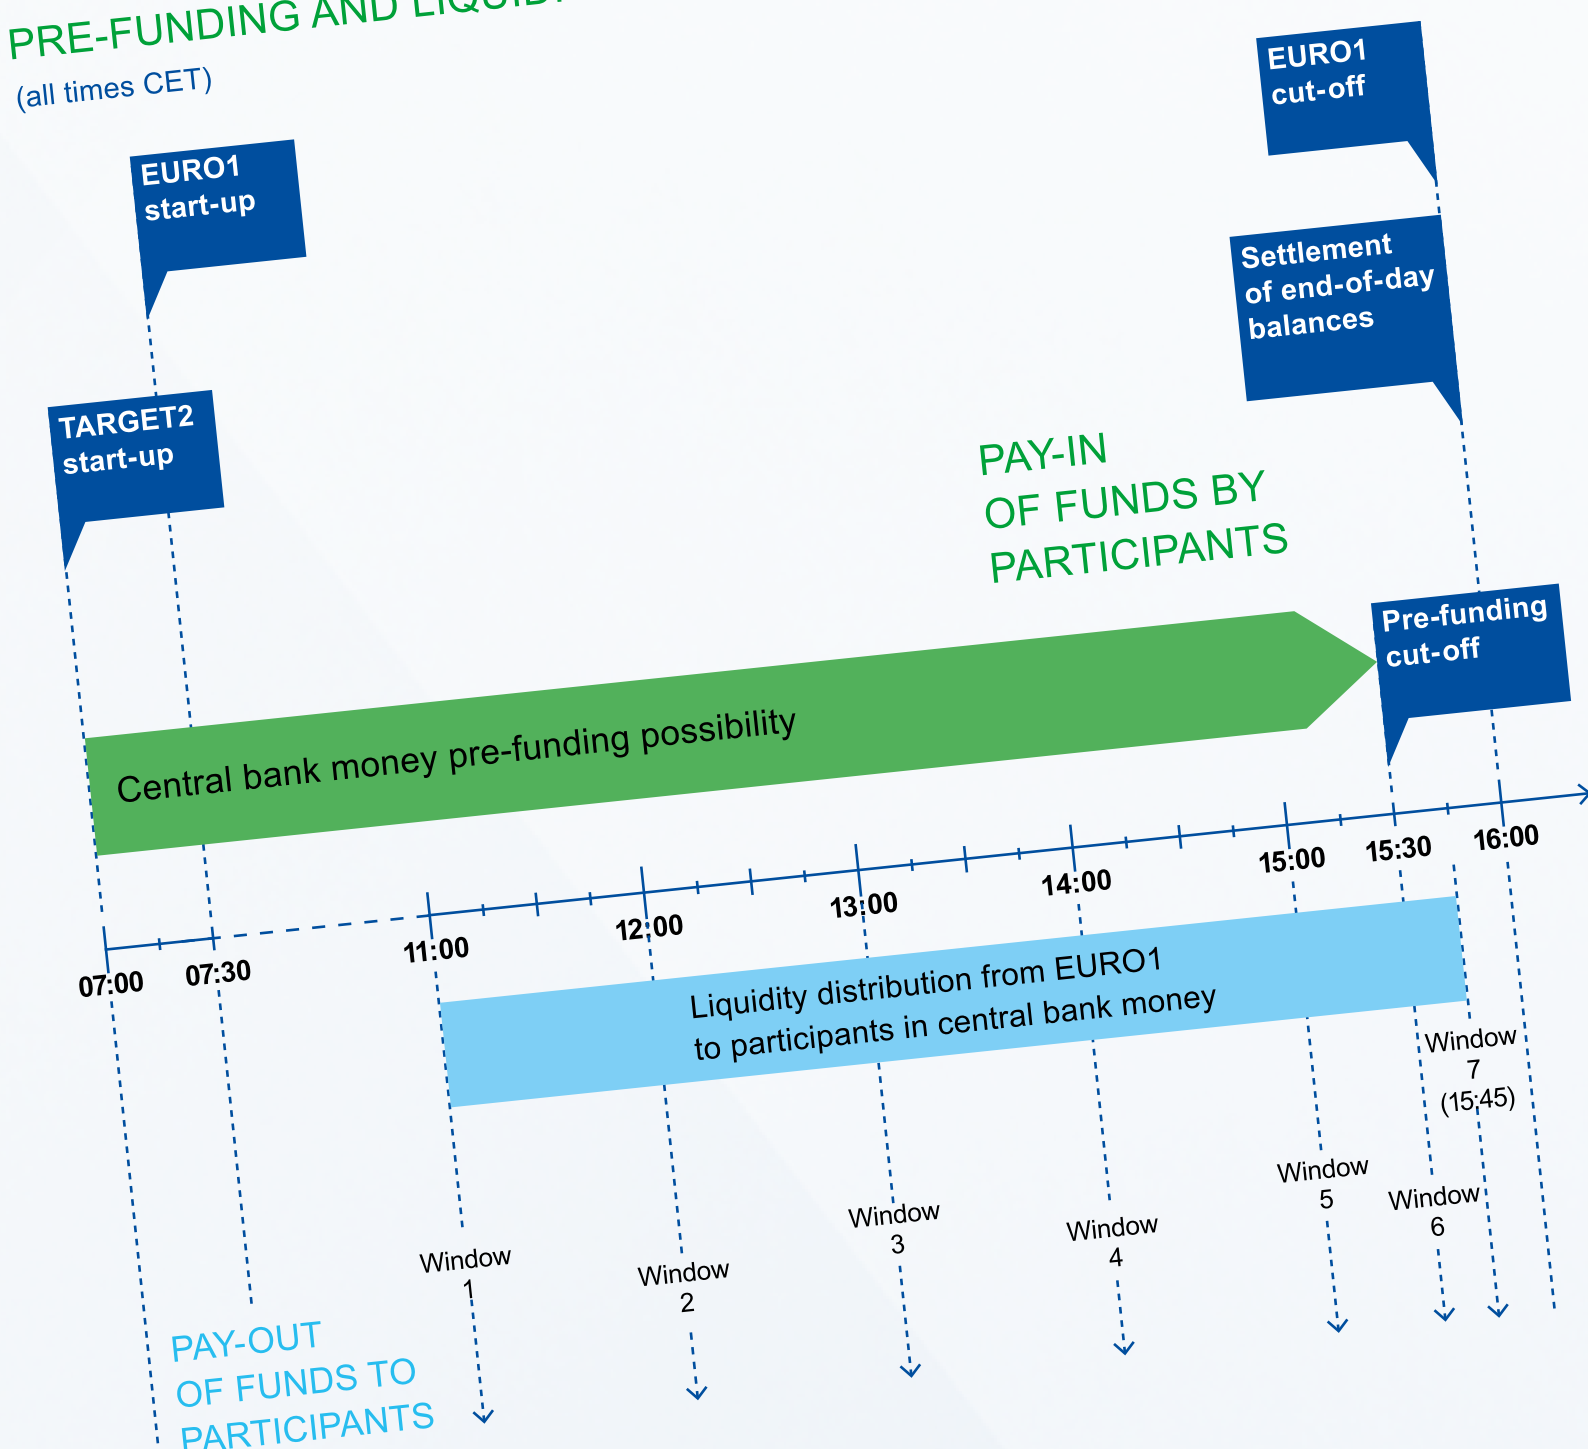 PRE-FUNDING AND
(all times CET)
EURO1
cut-off
EURO1
start-up
Settlement
of end-of-day
balances
TARGET2
start-up
PAY-IN
OF FUNDS BY
PARTICIPANTS
Pre-funding
cut-off
Central bank money pre-funding possibility
07:00
07:30
11:00
12:00
13:00
14:00
15:00
15:30
16:00
Liquidity distribution from EURO1
to participants in central bank money
Window
1
Window
2
Window
3
Window
4
Window
5
Window
6
Window
7
(15:45)
PAY-OUT
OF FUNDS TO
PARTICIPANTS